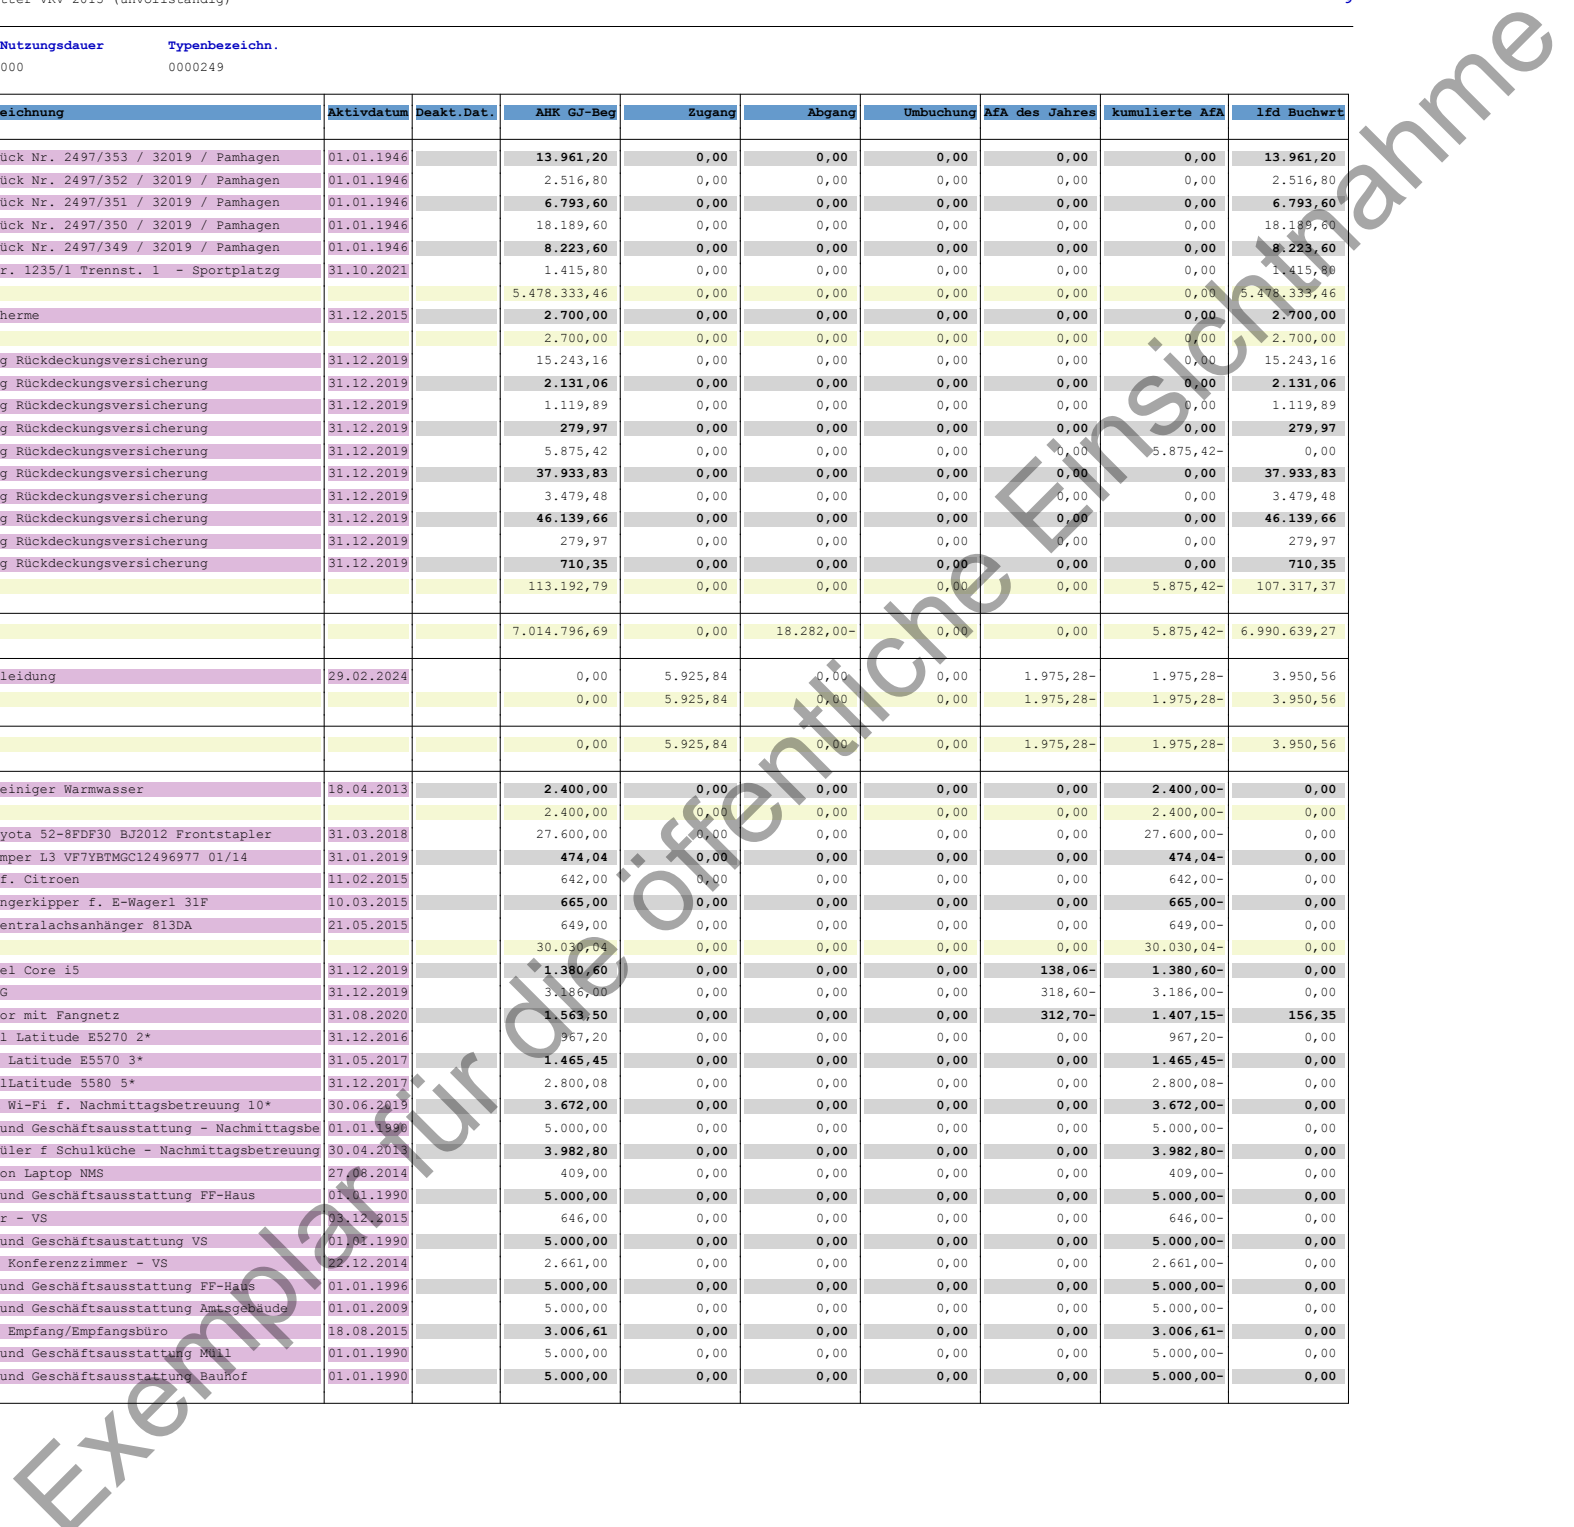 tter VRV 2015 (unvollständig)
Nutzungsdauer Typenbezeichn.
000 0000249
eichnung Aktivdatum Deakt.Dat. AHK GJ-Beg Zugang Abgang Umbuchung AfA des Jahres kumulierte AfA lfd Buchwrt
ück Nr. 2497/353 / 32019 / Pamhagen 01.01.1946 13.961,20 0,00 0,00 0,00 0,00 0,00 13.961,20
ück Nr. 2497/352 / 32019 / Pamhagen 01.01.1946 2.516,80 0,00 0,00 0,00 0,00 0,00 2.516,80
ück Nr. 2497/351 / 32019 / Pamhagen 01.01.1946 6.793,60 0,00 0,00 0,00 0,00 0,00 6.793,60
ück Nr. 2497/350 / 32019 / Pamhagen 01.01.1946 18.189,60 0,00 0,00 0,00 0,00 0,00 18.189,60
ück Nr. 2497/349 / 32019 / Pamhagen 01.01.1946 8.223,60 0,00 0,00 0,00 0,00 0,00 8.223,60
r. 1235/1 Trennst. 1 - Sportplatzg 31.10.2021 1.415,80 0,00 0,00 0,00 0,00 0,00 1.415,80
5.478.333,46 0,00 0,00 0,00 0,00 0,00 5.478.333,46
herme 31.12.2015 2.700,00 0,00 0,00 0,00 0,00 0,00 2.700,00
2.700,00 0,00 0,00 0,00 0,00 0,00 2.700,00
g Rückdeckungsversicherung 31.12.2019 15.243,16 0,00 0,00 0,00 0,00 0,00 15.243,16
g Rückdeckungsversicherung 31.12.2019 2.131,06 0,00 0,00 0,00 0,00 0,00 2.131,06
g Rückdeckungsversicherung 31.12.2019 1.119,89 0,00 0,00 0,00 0,00 0,00 1.119,89
g Rückdeckungsversicherung 31.12.2019 279,97 0,00 0,00 0,00 0,00 0,00 279,97
g Rückdeckungsversicherung 31.12.2019 5.875,42 0,00 0,00 0,00 0,00 5.875,42- 0,00
g Rückdeckungsversicherung 31.12.2019 37.933,83 0,00 0,00 0,00 0,00 0,00 37.933,83
g Rückdeckungsversicherung 31.12.2019 3.479,48 0,00 0,00 0,00 0,00 0,00 3.479,48
g Rückdeckungsversicherung 31.12.2019 46.139,66 0,00 0,00 0,00 0,00 0,00 46.139,66
g Rückdeckungsversicherung 31.12.2019 279,97 0,00 0,00 0,00 0,00 0,00 279,97
g Rückdeckungsversicherung 31.12.2019 710,35 0,00 0,00 0,00 0,00 0,00 710,35
113.192,79 0,00 0,00 0,00 0,00 5.875,42- 107.317,37
7.014.796,69 0,00 18.282,00- 0,00 0,00 5.875,42- 6.990.639,27
leidung 29.02.2024 0,00 5.925,84 0,00 0,00 1.975,28- 1.975,28- 3.950,56
0,00 5.925,84 0,00 0,00 1.975,28- 1.975,28- 3.950,56
0,00 5.925,84 0,00 0,00 1.975,28- 1.975,28- 3.950,56
einiger Warmwasser 18.04.2013 2.400,00 0,00 0,00 0,00 0,00 2.400,00- 0,00
2.400,00 0,00 0,00 0,00 0,00 2.400,00- 0,00
yota 52-8FDF30 BJ2012 Frontstapler 31.03.2018 27.600,00 0,00 0,00 0,00 0,00 27.600,00- 0,00
mper L3 VF7YBTMGC12496977 01/14 31.01.2019 474,04 0,00 0,00 0,00 0,00 474,04- 0,00
f. Citroen 11.02.2015 642,00 0,00 0,00 0,00 0,00 642,00- 0,00
ngerkipper f. E-Wagerl 31F 10.03.2015 665,00 0,00 0,00 0,00 0,00 665,00- 0,00
entralachsanhänger 813DA 21.05.2015 649,00 0,00 0,00 0,00 0,00 649,00- 0,00
30.030,04 0,00 0,00 0,00 0,00 30.030,04- 0,00
el Core i5 31.12.2019 1.380,60 0,00 0,00 0,00 138,06- 1.380,60- 0,00
G 31.12.2019 3.186,00 0,00 0,00 0,00 318,60- 3.186,00- 0,00
or mit Fangnetz 31.08.2020 1.563,50 0,00 0,00 0,00 312,70- 1.407,15- 156,35
l Latitude E5270 2* 31.12.2016 967,20 0,00 0,00 0,00 0,00 967,20- 0,00
Latitude E5570 3* 31.05.2017 1.465,45 0,00 0,00 0,00 0,00 1.465,45- 0,00
lLatitude 5580 5* 31.12.2017 2.800,08 0,00 0,00 0,00 0,00 2.800,08- 0,00
Wi-Fi f. Nachmittagsbetreuung 10* 30.06.2019 3.672,00 0,00 0,00 0,00 0,00 3.672,00- 0,00
und Geschäftsausstattung - Nachmittagsbe 01.01.1990 5.000,00 0,00 0,00 0,00 0,00 5.000,00- 0,00
üler f Schulküche - Nachmittagsbetreuung 30.04.2013 3.982,80 0,00 0,00 0,00 0,00 3.982,80- 0,00
on Laptop NMS 27.08.2014 409,00 0,00 0,00 0,00 0,00 409,00- 0,00
und Geschäftsausstattung FF-Haus 01.01.1990 5.000,00 0,00 0,00 0,00 0,00 5.000,00- 0,00
r - VS 03.12.2015 646,00 0,00 0,00 0,00 0,00 646,00- 0,00
und Geschäftsaustattung VS 01.01.1990 5.000,00 0,00 0,00 0,00 0,00 5.000,00- 0,00
Konferenzzimmer - VS 22.12.2014 2.661,00 0,00 0,00 0,00 0,00 2.661,00- 0,00
und Geschäftsausstattung FF-Haus 01.01.1996 5.000,00 0,00 0,00 0,00 0,00 5.000,00- 0,00
und Geschäftsausstattung Amtsgebäude 01.01.2009 5.000,00 0,00 0,00 0,00 0,00 5.000,00- 0,00
Empfang/Empfangsbüro 18.08.2015 3.006,61 0,00 0,00 0,00 0,00 3.006,61- 0,00
und Geschäftsausstattung Müll 01.01.1990 5.000,00 0,00 0,00 0,00 0,00 5.000,00- 0,00
und Geschäftsausstattung Bauhof 01.01.1990 5.000,00 0,00 0,00 0,00 0,00 5.000,00- 0,00
Exemplar für die öffentliche Einsichtnahme